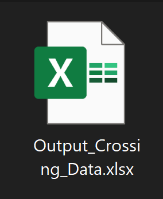 X
Output_Crossi
ng_Data.xlsx